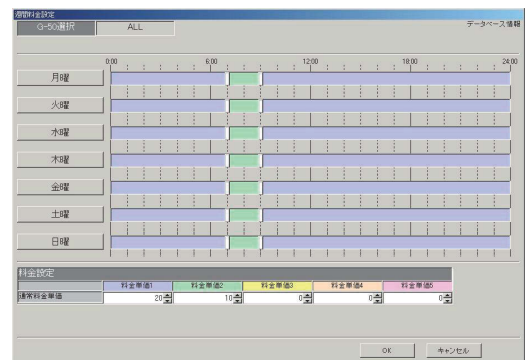 週間料金設定
G-50選択 ALL データベース情報
0:00 6:00 12:00 18:00 24:00
月曜
火曜
水曜
木曜
金曜
土曜
日曜
料金設定
料金単価1 料金単価2 料金単価3 料金単価4 料金単価5
通常料金単価 20 10 0 0 0
OK キャンセル